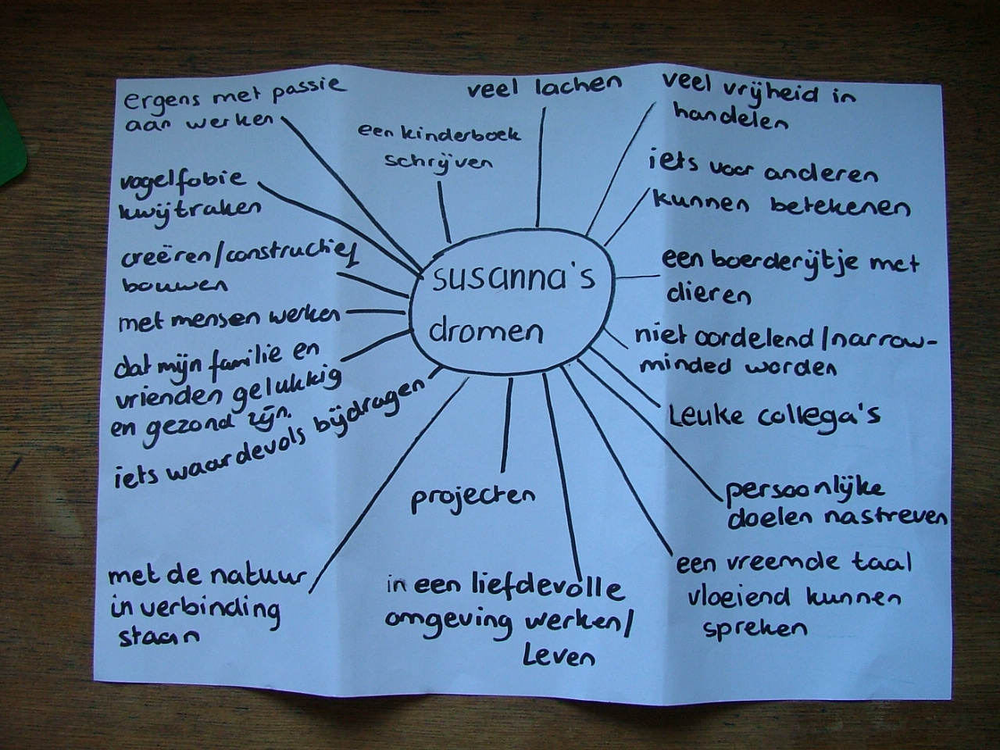 susanna's
dromen
veel lachen
veel vrijheid in
handelen
iets voor anderen
kunnen betekenen
een boerderijtje met
dieren
niet oordelend/narrow-
minded worden
Leuke collega's
persoonlijke
doelen nastreven
een vreemde taal
vloeiend kunnen
spreken
in een liefdevolle
omgeving werken/
Leven
projecten
met de natuur
in verbinding
staan
iets waardevols bijdragen
dat mijn familie en
vrienden gelukkig
en gezond zijn.
met mensen werken
creëren/constructief
bouwen
vogelfobie
kwijtraken
ergens met passie
aan werken
een kinderboek
schrijven